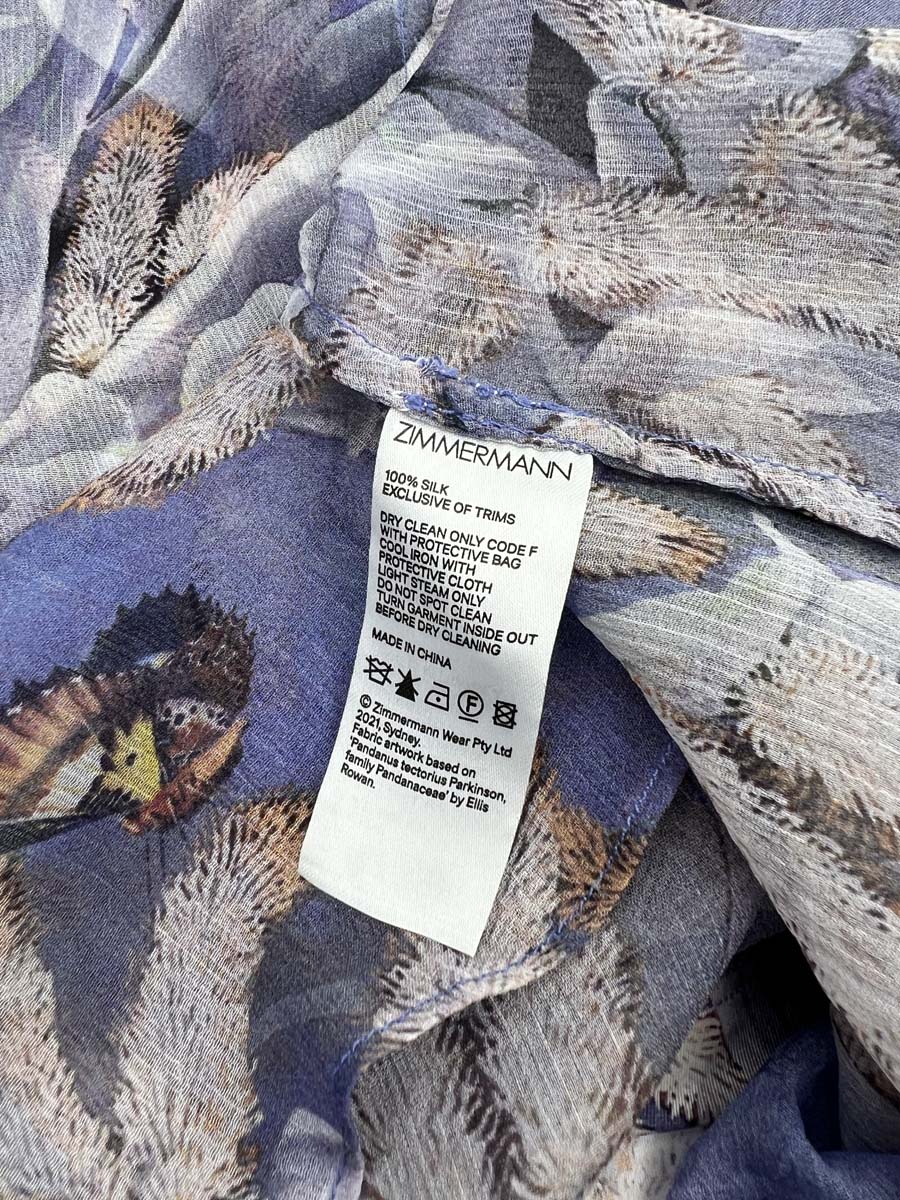 ZIMMERMANN
100% SILK
EXCLUSIVE OF TRIMS
DRY CLEAN ONLY CODE F
WITH PROTECTIVE BAG
COOL IRON WITH
PROTECTIVE CLOTH
LIGHT STEAM ONLY
DO NOT SPOT CLEAN
TURN GARMENT INSIDE OUT
BEFORE DRY CLEANING
MADE IN CHINA
F
© Zimmermann Wear Pty Ltd
2021, Sydney.
Fabric artwork based on
'Pandanus tectorius Parkinson,
family Pandanaceae' by Ellis
Rowan.